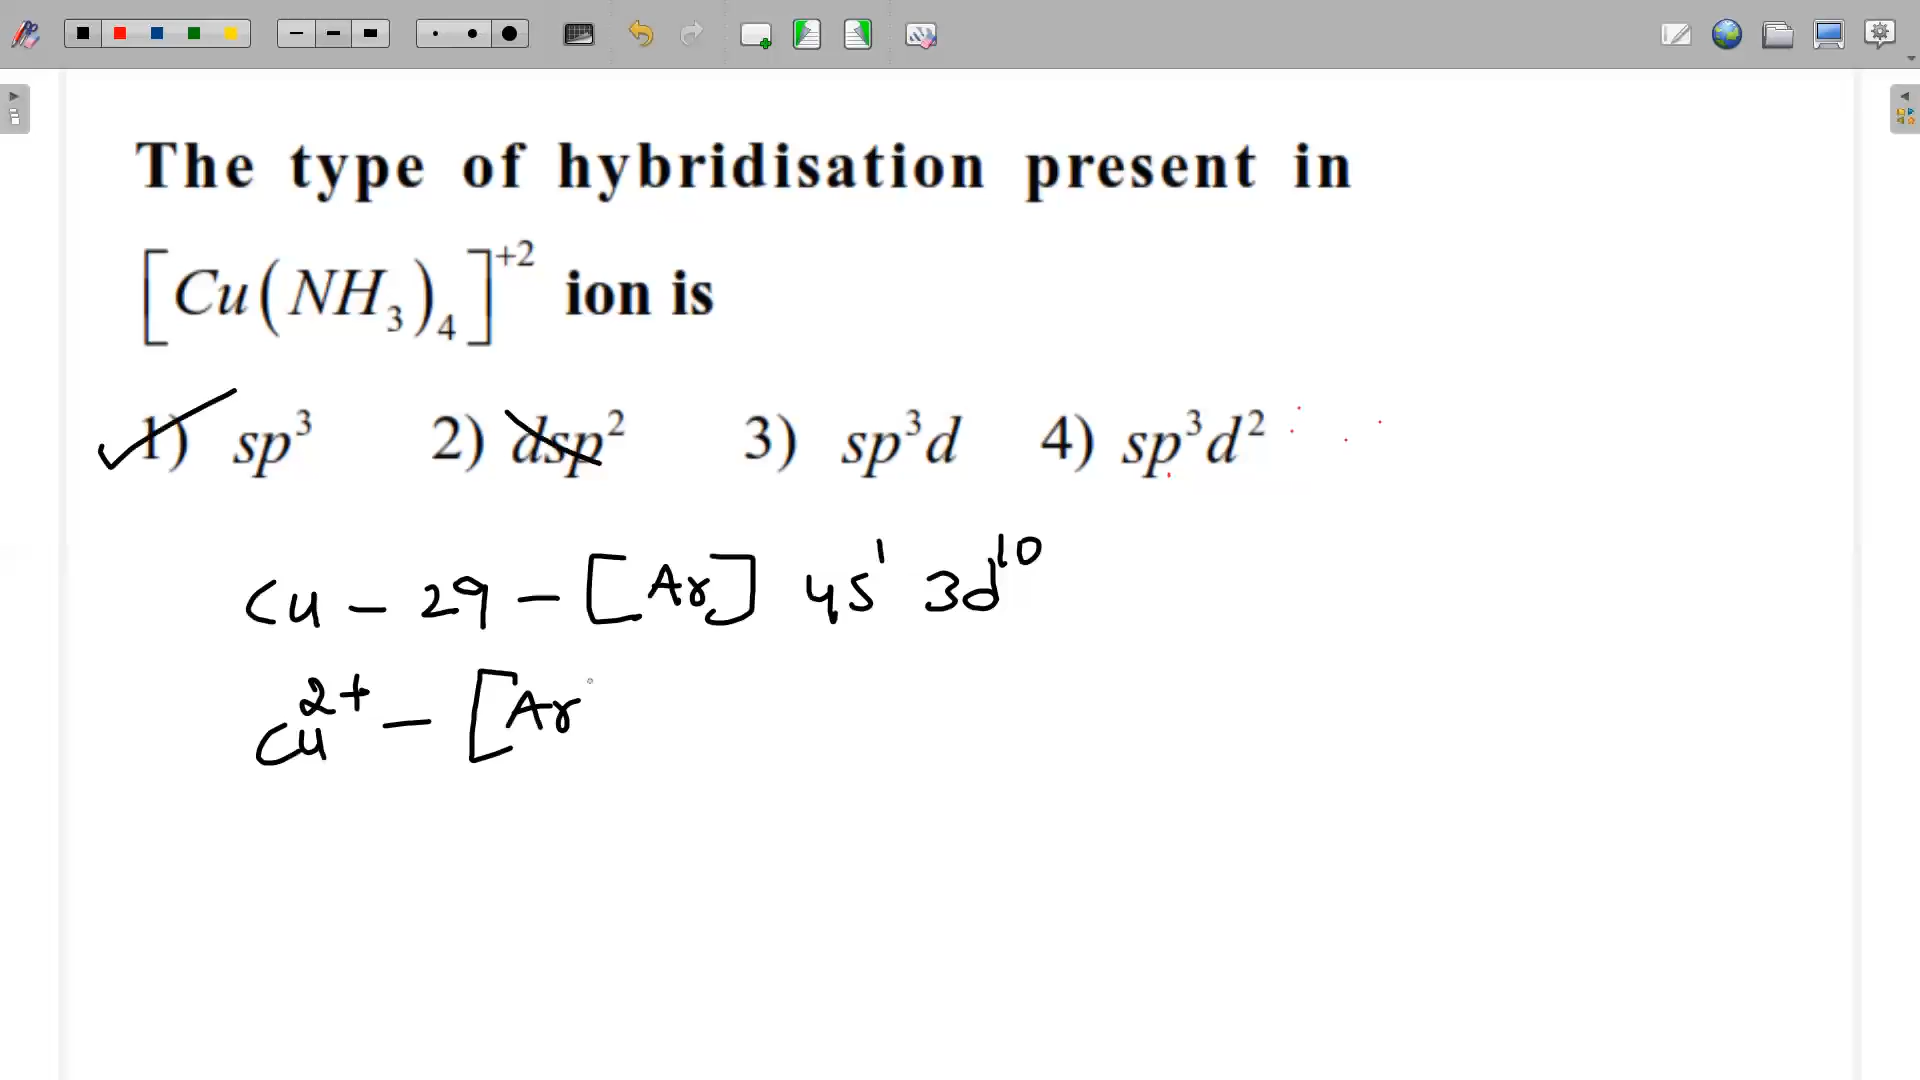 The type of hybridisation present in
[Cu(NH₃)₄]⁺² ion is
1) sp³ 2) dsp² 3) sp³d 4) sp³d²
Cu – 29 – [Ar] 4s¹ 3d¹⁰
Cu²⁺ – [Ar